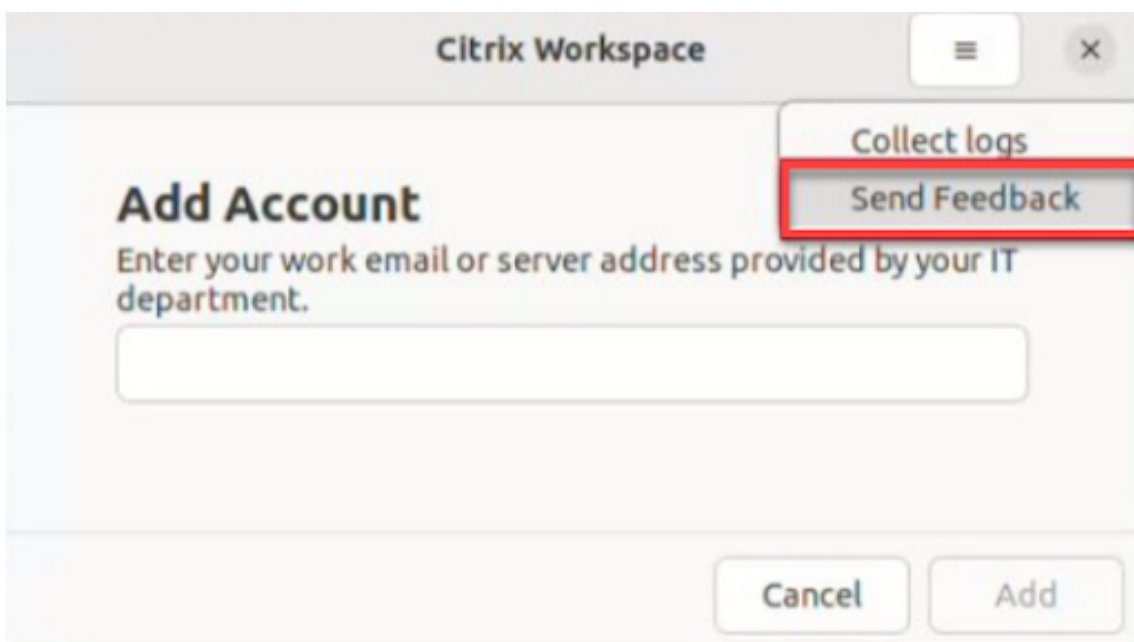 Citrix Workspace
Collect logs
Send Feedback
Add Account
Enter your work email or server address provided by your IT
department.
Cancel
Add